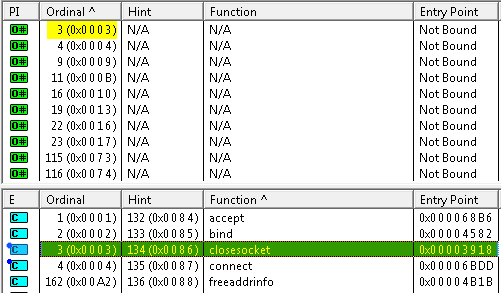 PI Ordinal ^ Hint Function Entry Point
O# 3 (0x0003) N/A N/A Not Bound
O# 4 (0x0004) N/A N/A Not Bound
O# 9 (0x0009) N/A N/A Not Bound
O# 11 (0x000B) N/A N/A Not Bound
O# 16 (0x0010) N/A N/A Not Bound
O# 19 (0x0013) N/A N/A Not Bound
O# 22 (0x0016) N/A N/A Not Bound
O# 23 (0x0017) N/A N/A Not Bound
O# 115 (0x0073) N/A N/A Not Bound
O# 116 (0x0074) N/A N/A Not Bound
E Ordinal Hint Function ^ Entry Point
C 1 (0x0001) 132 (0x0084) accept 0x000068B6
C 2 (0x0002) 133 (0x0085) bind 0x00004582
C 3 (0x0003) 134 (0x0086) closesocket 0x00003918
C 4 (0x0004) 135 (0x0087) connect 0x00006BDD
C 162 (0x00A2) 136 (0x0088) freeaddrinfo 0x00004B1B